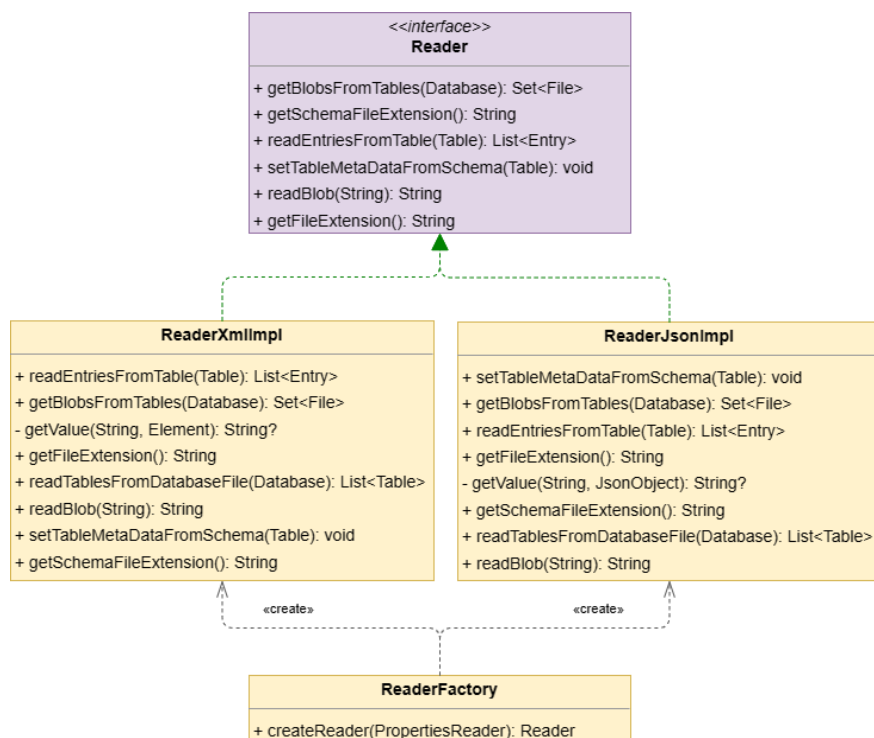 <<interface>>
Reader
+ getBlobsFromTables(Database): Set<File>
+ getSchemaFileExtension(): String
+ readEntriesFromTable(Table): List<Entry>
+ setTableMetaDataFromSchema(Table): void
+ readBlob(String): String
+ getFileExtension(): String
ReaderXmlImpl
+ readEntriesFromTable(Table): List<Entry>
+ getBlobsFromTables(Database): Set<File>
- getValue(String, Element): String?
+ getFileExtension(): String
+ readTablesFromDatabaseFile(Database): List<Table>
+ readBlob(String): String
+ setTableMetaDataFromSchema(Table): void
+ getSchemaFileExtension(): String
ReaderJsonImpl
+ setTableMetaDataFromSchema(Table): void
+ getBlobsFromTables(Database): Set<File>
+ readEntriesFromTable(Table): List<Entry>
+ getFileExtension(): String
- getValue(String, JsonObject): String?
+ getSchemaFileExtension(): String
+ readTablesFromDatabaseFile(Database): List<Table>
+ readBlob(String): String
«create»
«create»
ReaderFactory
+ createReader(PropertiesReader): Reader